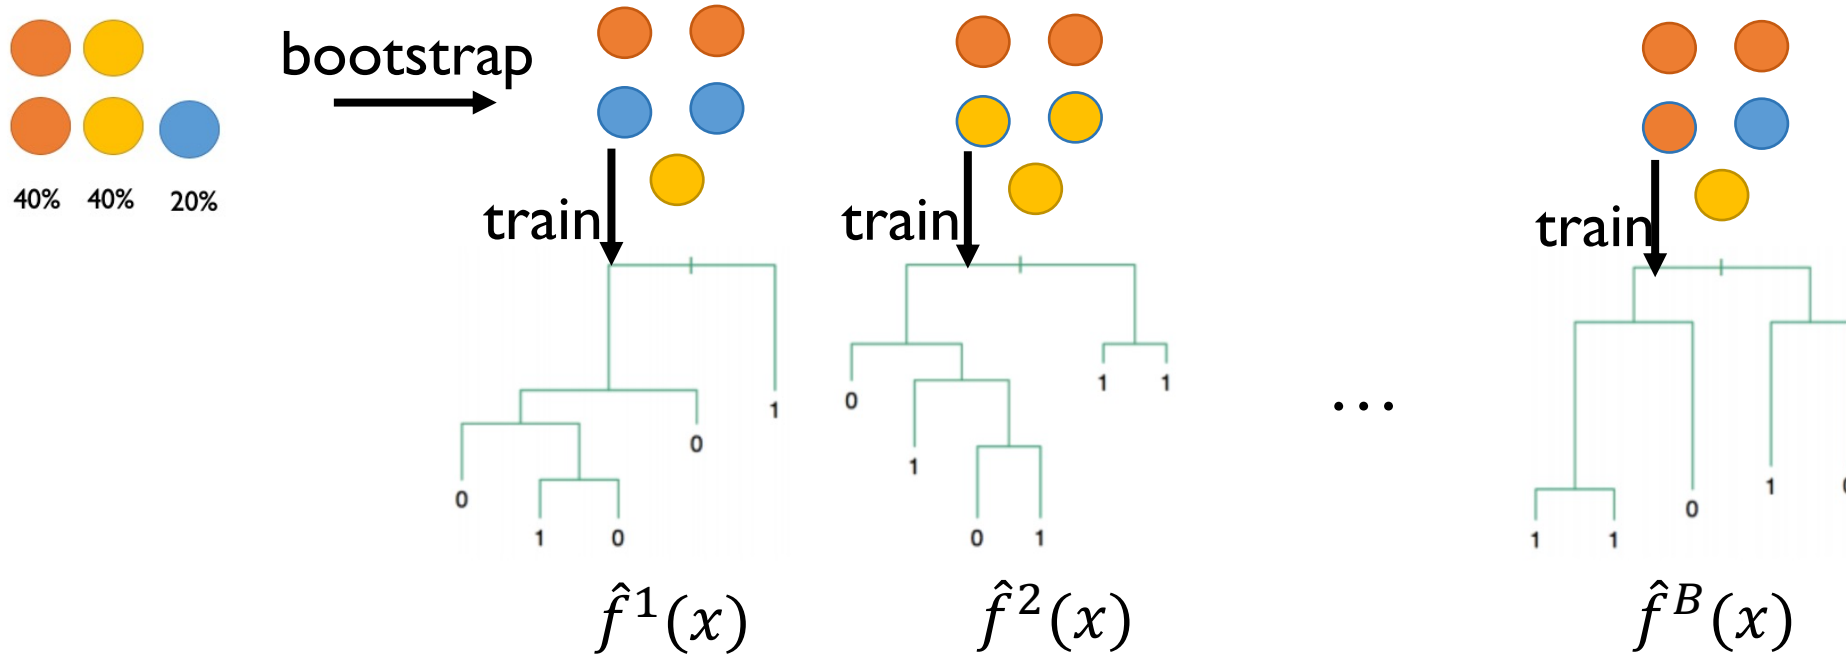 bootstrap
40% 40% 20%
train train train
...
1 1 1
0 0
1 0 1 0
0
1 0 0 1 1 1
f̂¹(x) f̂²(x) f̂ᴮ(x)